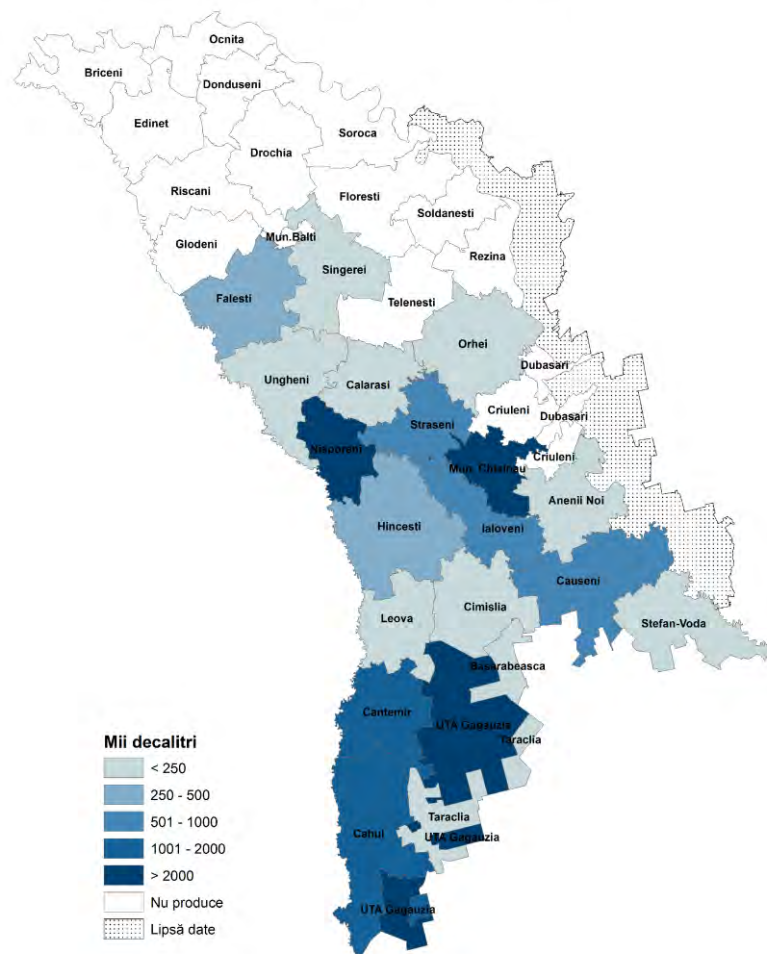 Ocnita
Briceni
Donduseni
Edinet
Soroca
Drochia
Riscani
Floresti
Soldanesti
Glodeni
Mun.Balti
Rezina
Singerei
Falesti
Telenesti
Orhei
Dubasari
Ungheni
Calarasi
Criuleni
Dubasari
Straseni
Nisporeni
Mun. Chisinau
Criuleni
Anenii Noi
Hincesti
Ialoveni
Causeni
Leova
Cimislia
Stefan-Voda
Basarabeasca
Cantemir
UTA Gagauzia
Taraclia
Taraclia
Cahul
UTA Gagauzia
UTA Gagauzia
Mii decalitri
< 250
250 - 500
501 - 1000
1001 - 2000
> 2000
Nu produce
Lipsă date